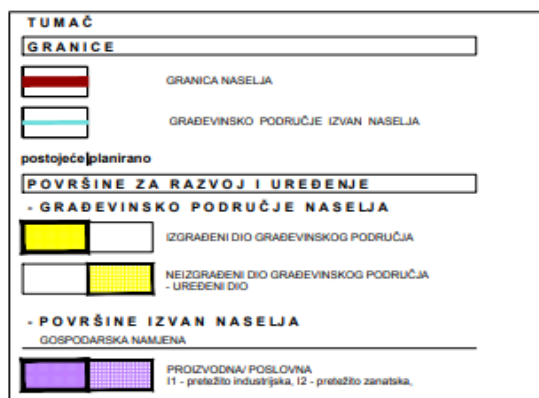 TUMAČ
GRANICE
GRANICA NASELJA
GRAĐEVINSKO PODRUČJE IZVAN NASELJA
postojeće planirano
POVRŠINE ZA RAZVOJ I UREĐENJE
- GRAĐEVINSKO PODRUČJE NASELJA
IZGRAĐENI DIO GRAĐEVINSKOG PODRUČJA
NEIZGRAĐENI DIO GRAĐEVINSKOG PODRUČJA
- UREĐENI DIO
- POVRŠINE IZVAN NASELJA
GOSPODARSKA NAMJENA
PROIZVODNA/ POSLOVNA
I1 - pretežito industrijska, I2 - pretežito zanatska,